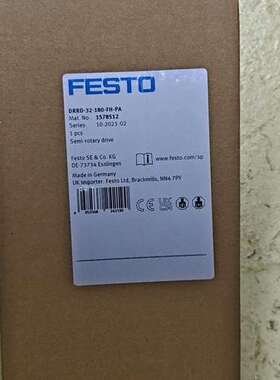 FESTO
DRRD-32-180-FH-PA
Mat. No. 1578512
Series 10-2023-02
1 pcs
Semi-rotary drive
Festo SE & Co. KG
DE-73734 Esslingen
www.festo.com/sp
Made in Germany
UK Importer: Festo Ltd, Brackmills, NN4 7PY